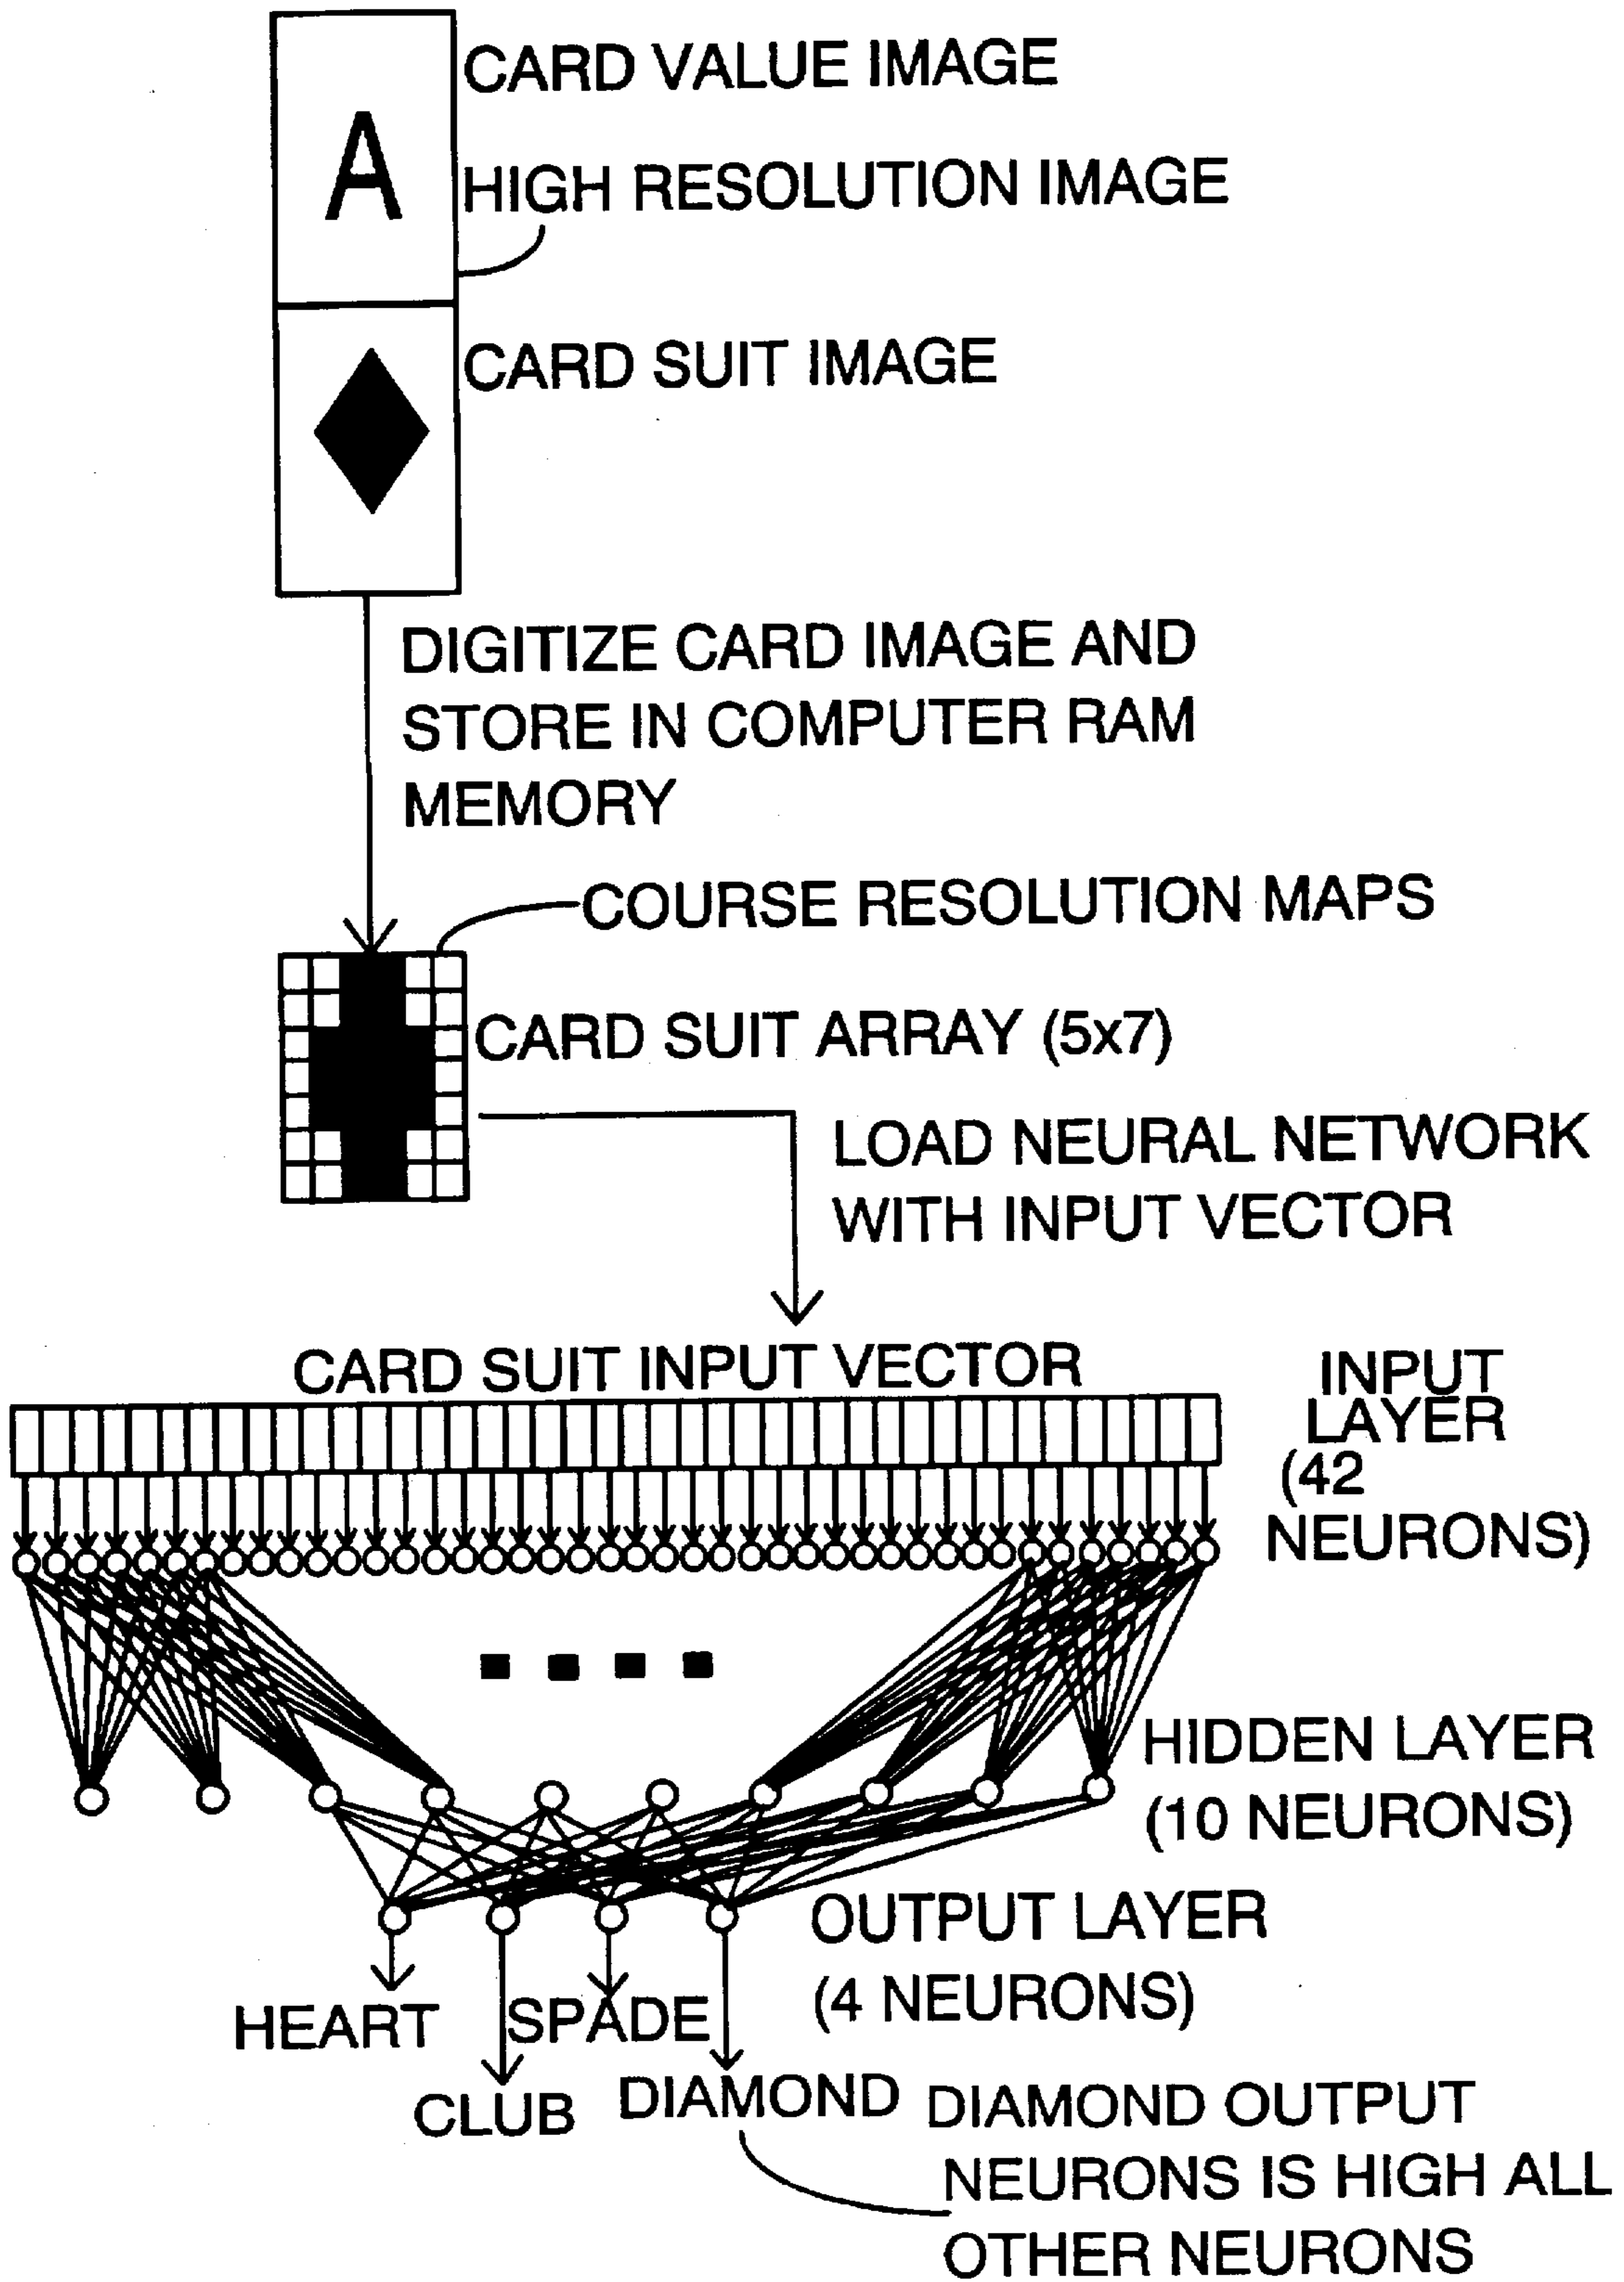 CARD VALUE IMAGE
A
HIGH RESOLUTION IMAGE
CARD SUIT IMAGE
DIGITIZE CARD IMAGE AND
STORE IN COMPUTER RAM
MEMORY
COURSE RESOLUTION MAPS
CARD SUIT ARRAY (5x7)
LOAD NEURAL NETWORK
WITH INPUT VECTOR
CARD SUIT INPUT VECTOR
INPUT
LAYER
(42
NEURONS)
HIDDEN LAYER
(10 NEURONS)
OUTPUT LAYER
(4 NEURONS)
HEART
SPADE
CLUB
DIAMOND
DIAMOND OUTPUT
NEURONS IS HIGH ALL
OTHER NEURONS